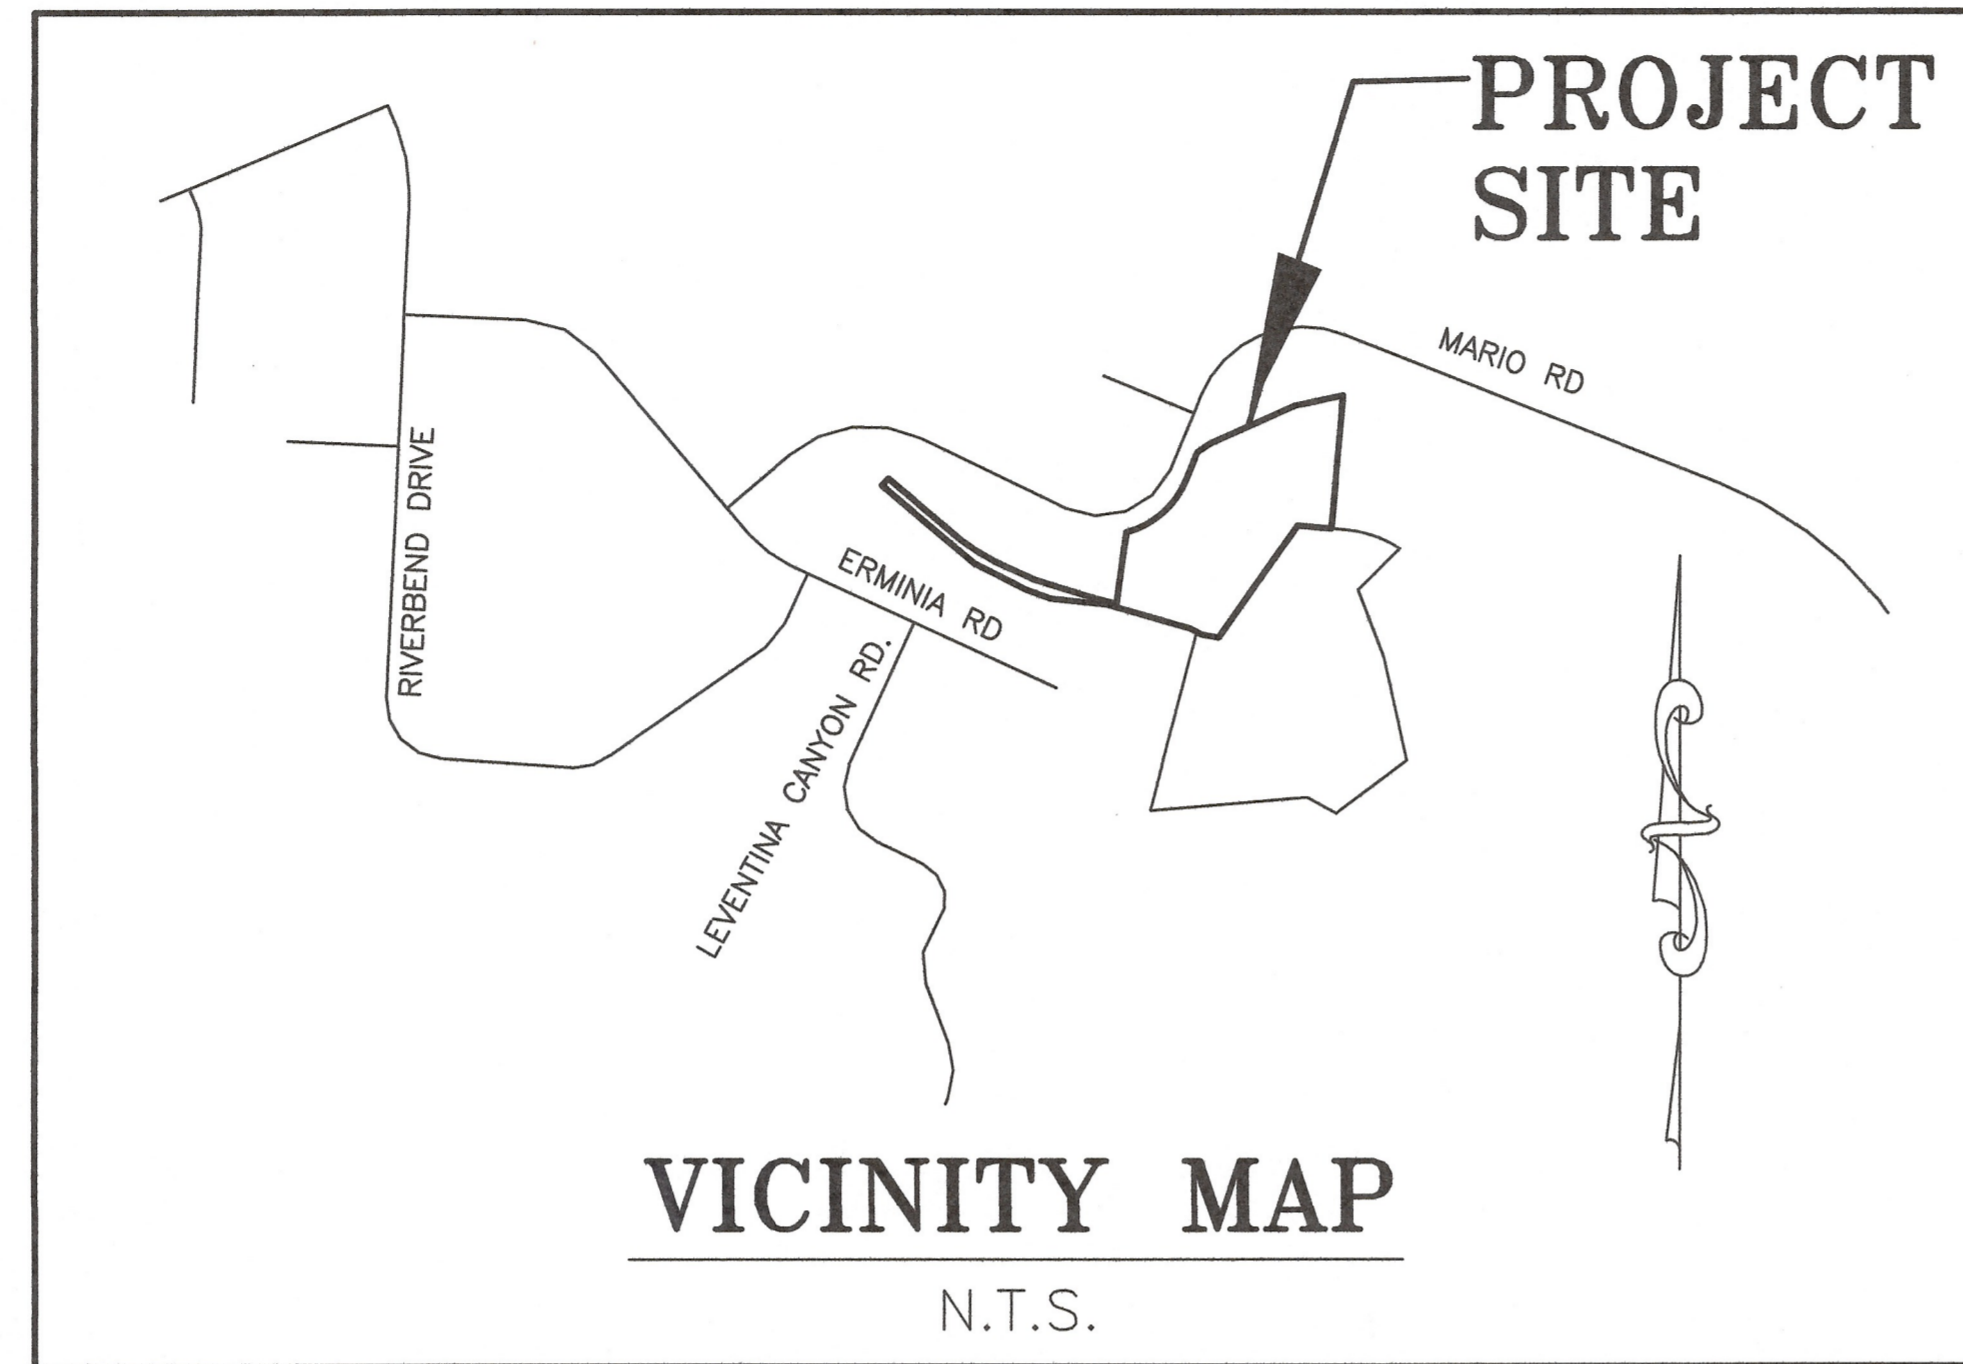 PROJECT
SITE
MARIO RD
RIVERBEND DRIVE
ERMINIA RD
LEVENTINA CANYON RD.
VICINITY MAP
N.T.S.